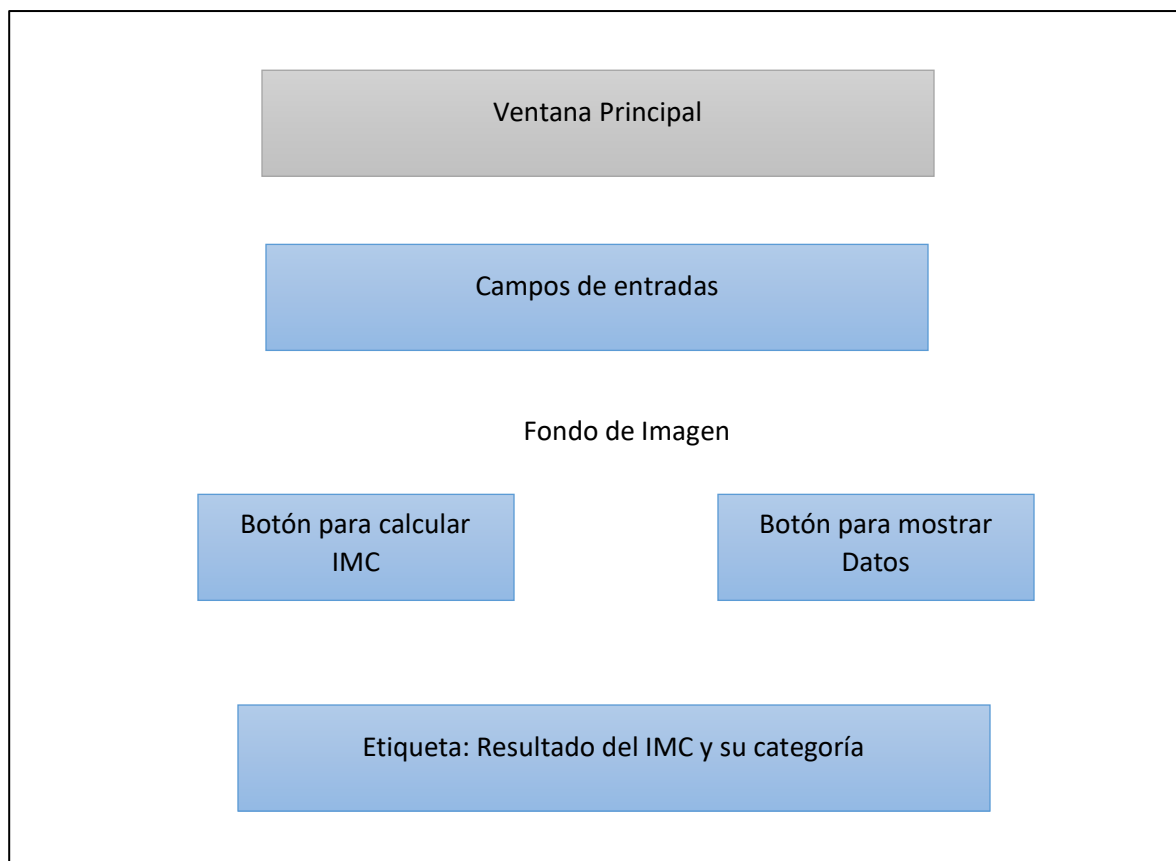 Ventana Principal
Campos de entradas
Fondo de Imagen
Botón para calcular
IMC
Botón para mostrar
Datos
Etiqueta: Resultado del IMC y su categoría